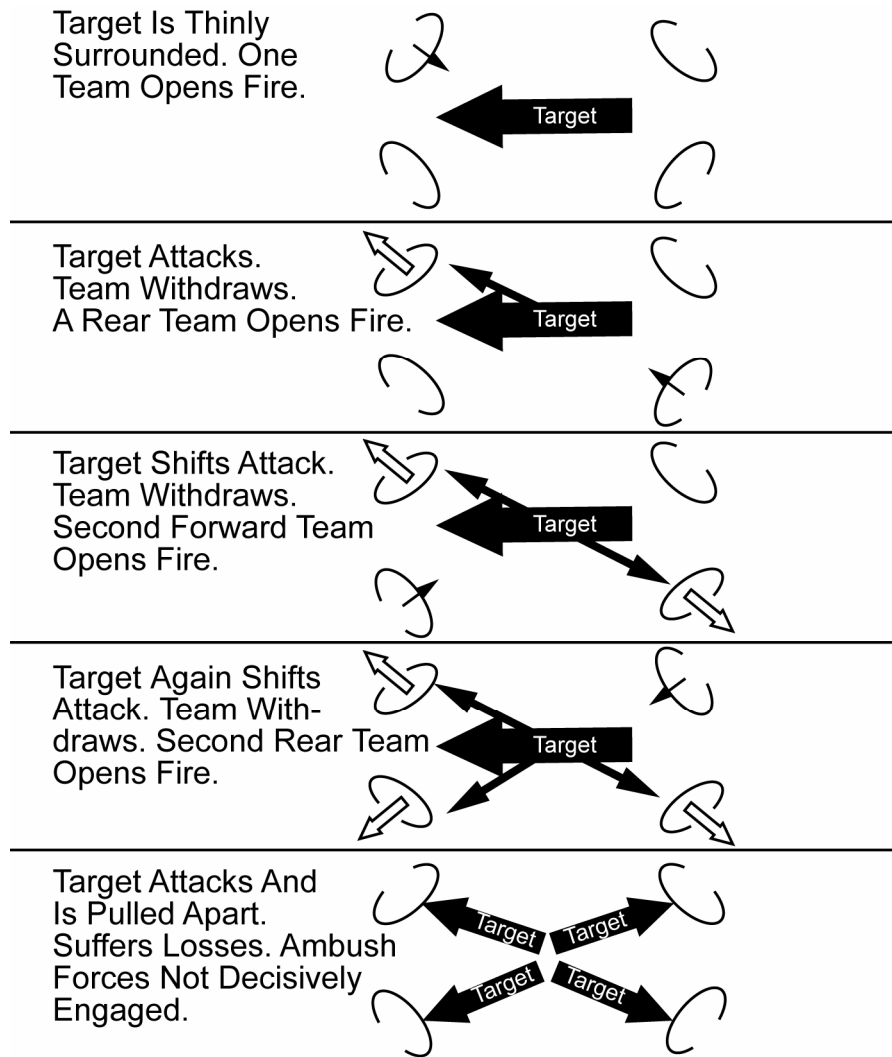 Target Is Thinly
Surrounded. One
Team Opens Fire.
Target
Target Attacks.
Team Withdraws.
A Rear Team Opens Fire.
Target
Target Shifts Attack.
Team Withdraws.
Second Forward Team
Opens Fire.
Target
Target Again Shifts
Attack. Team With-
draws. Second Rear Team
Opens Fire.
Target
Target Attacks And
Is Pulled Apart.
Suffers Losses. Ambush
Forces Not Decisively
Engaged.
Target
Target
Target
Target